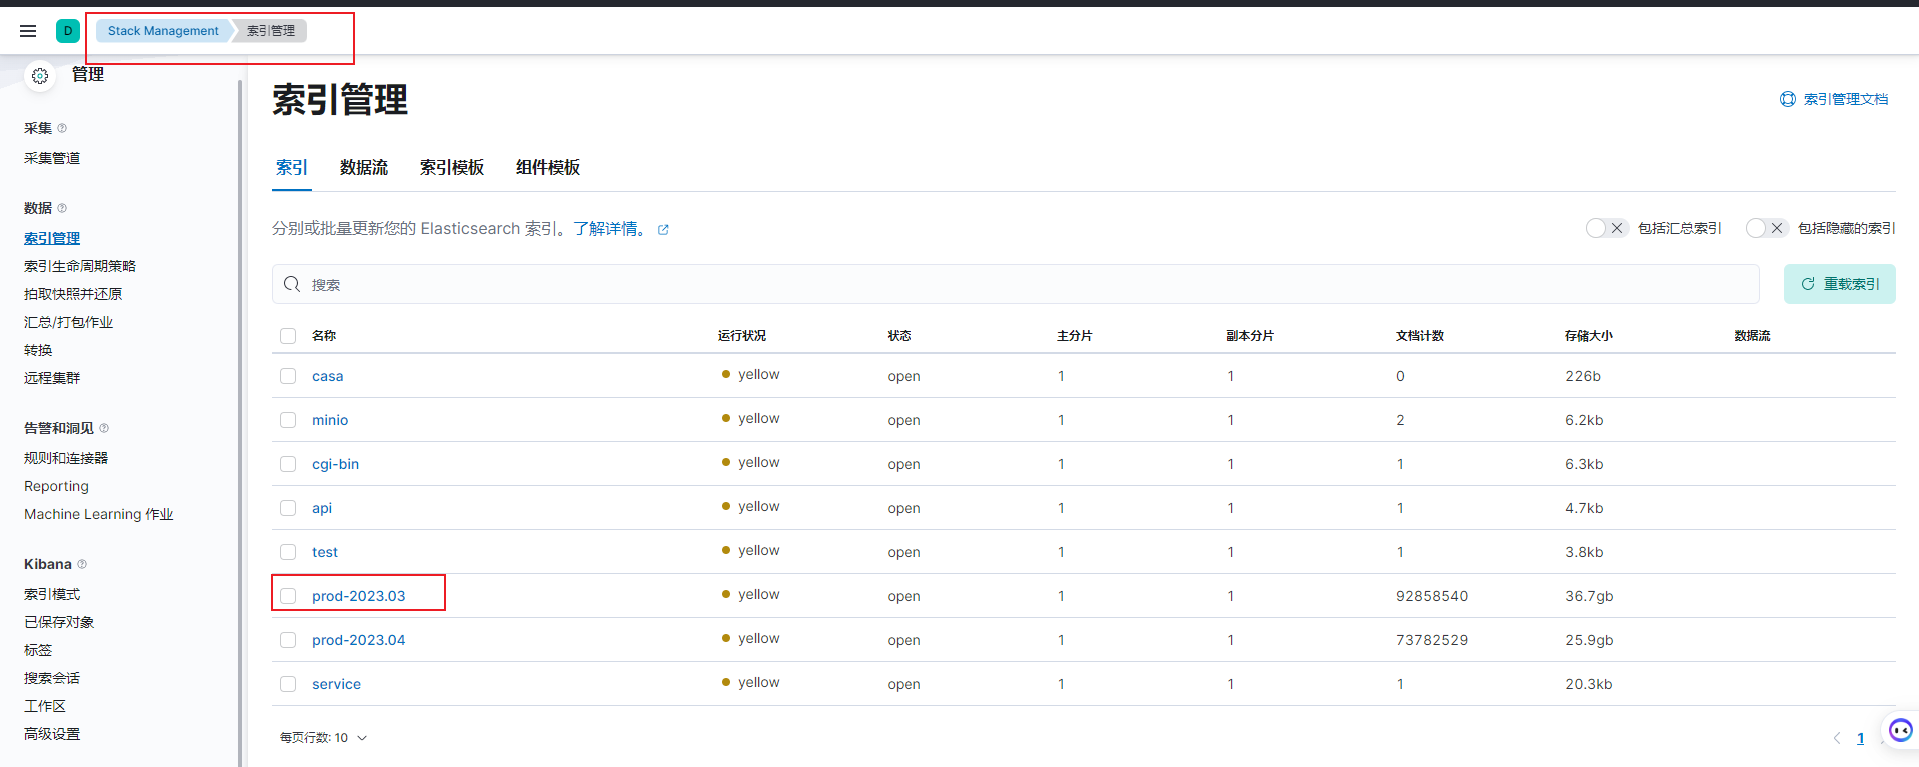 D Stack Management 索引管理
管理
采集
采集管道
数据
索引管理
索引生命周期策略
拍取快照并还原
汇总/打包作业
转换
远程集群
告警和洞见
规则和连接器
Reporting
Machine Learning 作业
Kibana
索引模式
已保存对象
标签
搜索会话
工作区
高级设置
索引管理
索引管理文档
索引 数据流 索引模板 组件模板
分别或批量更新您的 Elasticsearch 索引。了解详情。
包括汇总索引 包括隐藏的索引
搜索
重载索引
名称 运行状况 状态 主分片 副本分片 文档计数 存储大小 数据流
casa yellow open 1 1 0 226b
minio yellow open 1 1 2 6.2kb
cgi-bin yellow open 1 1 1 6.3kb
api yellow open 1 1 1 4.7kb
test yellow open 1 1 1 3.8kb
prod-2023.03 yellow open 1 1 92858540 36.7gb
prod-2023.04 yellow open 1 1 73782529 25.9gb
service yellow open 1 1 1 20.3kb
每页行数: 10
1